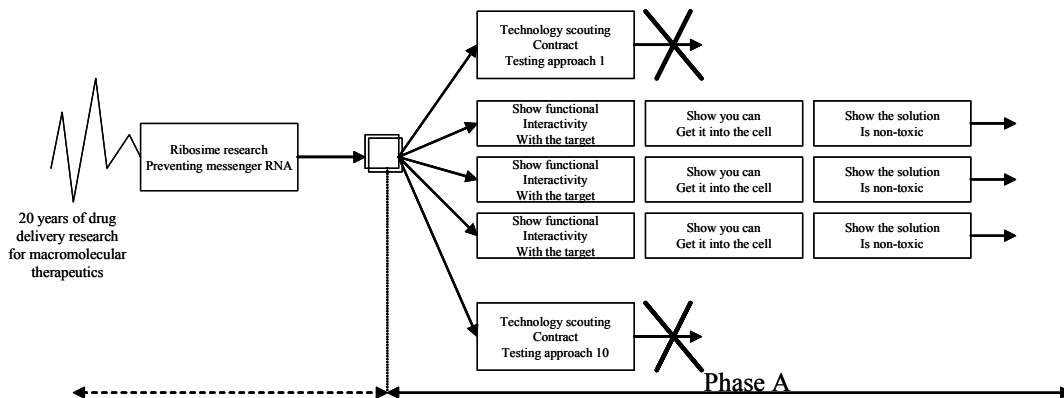 20 years of drug
delivery research
for macromolecular
therapeutics
Ribosime research
Preventing messenger RNA
Technology scouting
Contract
Testing approach 1
Show functional
Interactivity
With the target
Show you can
Get it into the cell
Show the solution
Is non-toxic
Show functional
Interactivity
With the target
Show you can
Get it into the cell
Show the solution
Is non-toxic
Show functional
Interactivity
With the target
Show you can
Get it into the cell
Show the solution
Is non-toxic
Technology scouting
Contract
Testing approach 10
Phase A